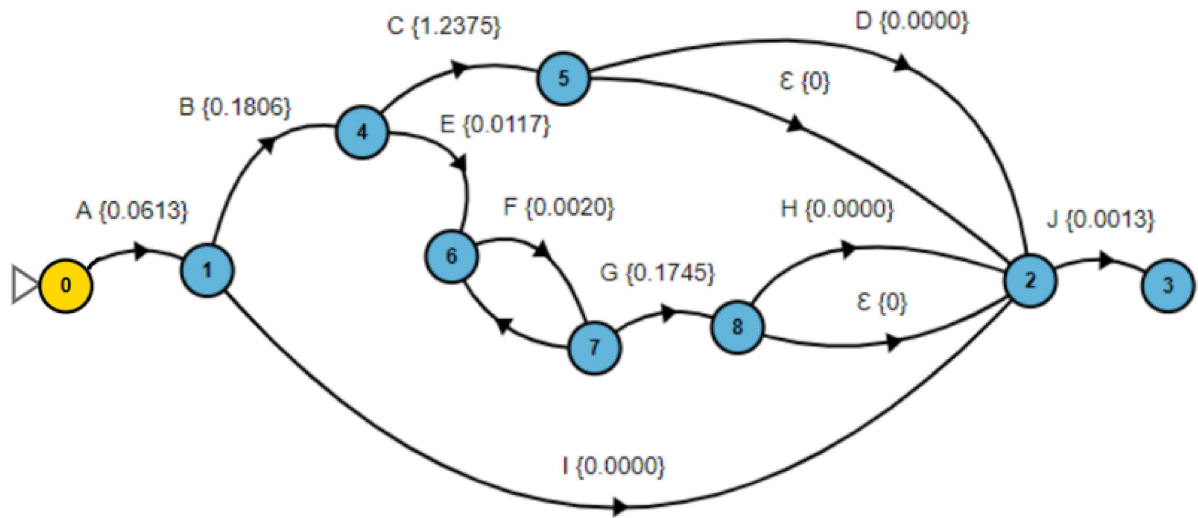 C {1.2375}
D {0.0000}
5
ε {0}
B {0.1806}
4
E {0.0117}
A {0.0613}
F {0.0020}
H {0.0000}
J {0.0013}
0
1
6
G {0.1745}
2
3
ε {0}
8
7
I {0.0000}